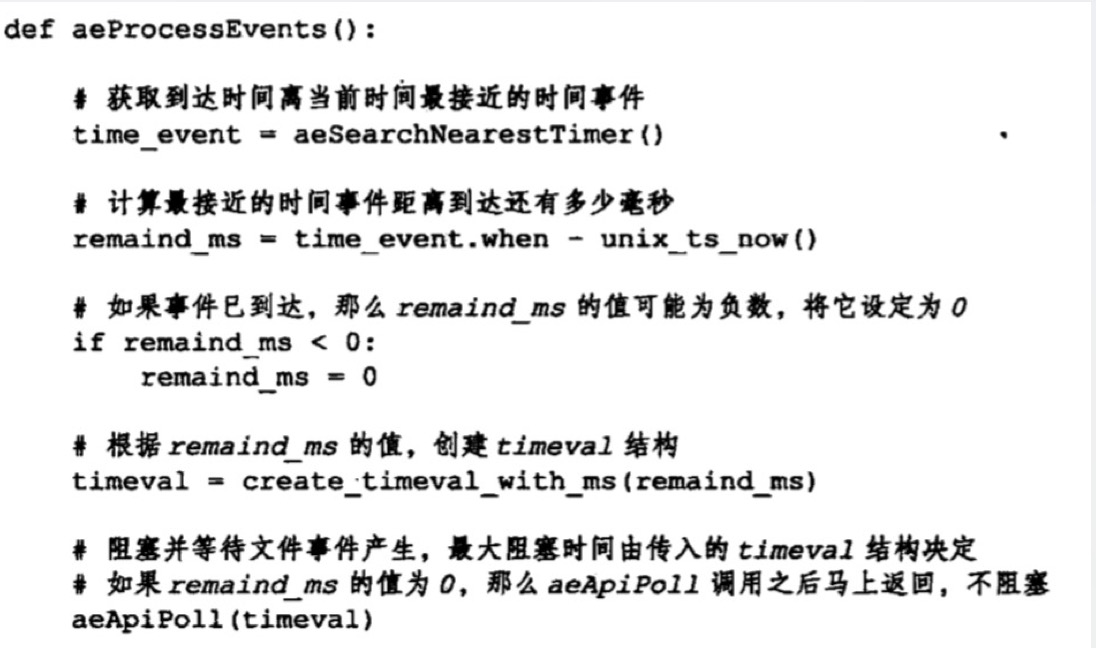 def aeProcessEvents():
# 获取到达时间离当前时间最接近的时间事件
time_event = aeSearchNearestTimer()
# 计算最接近的时间事件距离到达还有多少毫秒
remaind_ms = time_event.when - unix_ts_now()
# 如果事件已到达，那么 remaind_ms 的值可能为负数，将它设定为 0
if remaind_ms < 0:
remaind_ms = 0
# 根据 remaind_ms 的值，创建 timeval 结构
timeval = create_timeval_with_ms(remaind_ms)
# 阻塞并等待文件事件产生，最大阻塞时间由传入的 timeval 结构决定
# 如果 remaind_ms 的值为 0，那么 aeApiPoll 调用之后马上返回，不阻塞
aeApiPoll(timeval)